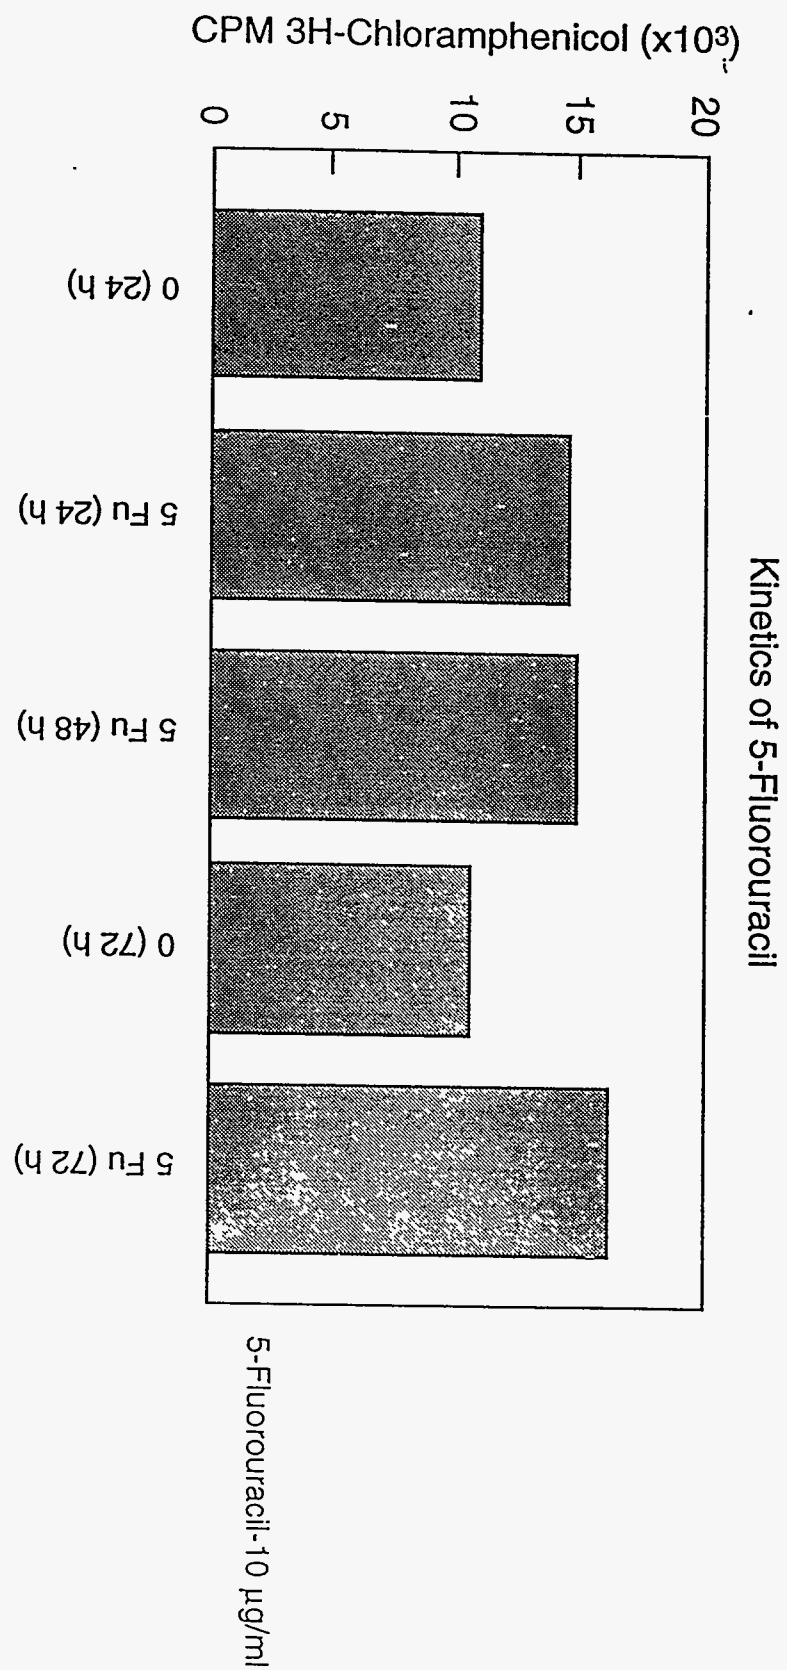 Kinetics of 5-Fluorouracil
CPM 3H-Chloramphenicol (x10³)
20
15
10
5
0
0 (24 h)
5 Fu (24 h)
5 Fu (48 h)
0 (72 h)
5 Fu (72 h)
5-Fluorouracil-10 µg/ml